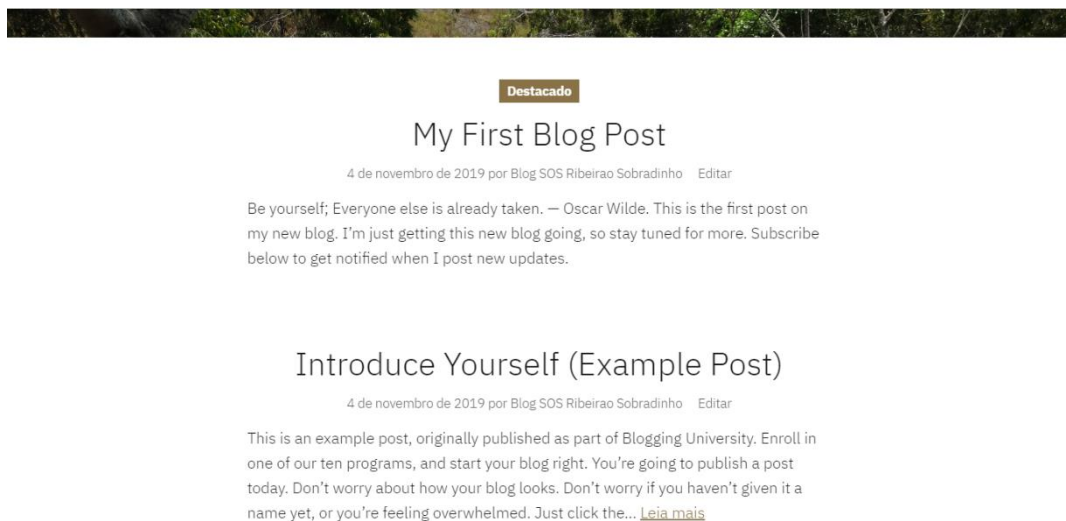 Destacado
My First Blog Post
4 de novembro de 2019 por Blog SOS Ribeirao Sobradinho Editar
Be yourself; Everyone else is already taken. — Oscar Wilde. This is the first post on
my new blog. I'm just getting this new blog going, so stay tuned for more. Subscribe
below to get notified when I post new updates.
Introduce Yourself (Example Post)
4 de novembro de 2019 por Blog SOS Ribeirao Sobradinho Editar
This is an example post, originally published as part of Blogging University. Enroll in
one of our ten programs, and start your blog right. You're going to publish a post
today. Don't worry about how your blog looks. Don't worry if you haven't given it a
name yet, or you're feeling overwhelmed. Just click the... Leia mais